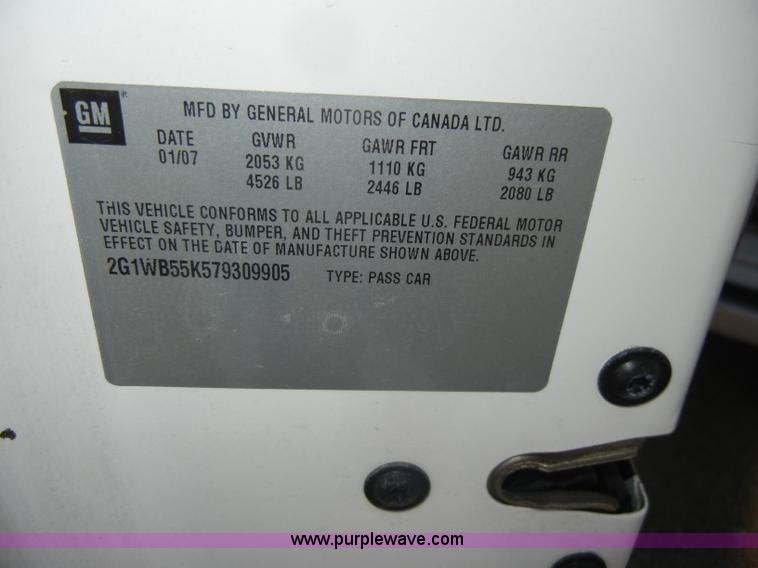 GM
MFD BY GENERAL MOTORS OF CANADA LTD.
DATE GVWR GAWR FRT GAWR RR
01/07 2053 KG 1110 KG 943 KG
4526 LB 2446 LB 2080 LB
THIS VEHICLE CONFORMS TO ALL APPLICABLE U.S. FEDERAL MOTOR
VEHICLE SAFETY, BUMPER, AND THEFT PREVENTION STANDARDS IN
EFFECT ON THE DATE OF MANUFACTURE SHOWN ABOVE.
2G1WB55K579309905 TYPE: PASS CAR
www.purplewave.com